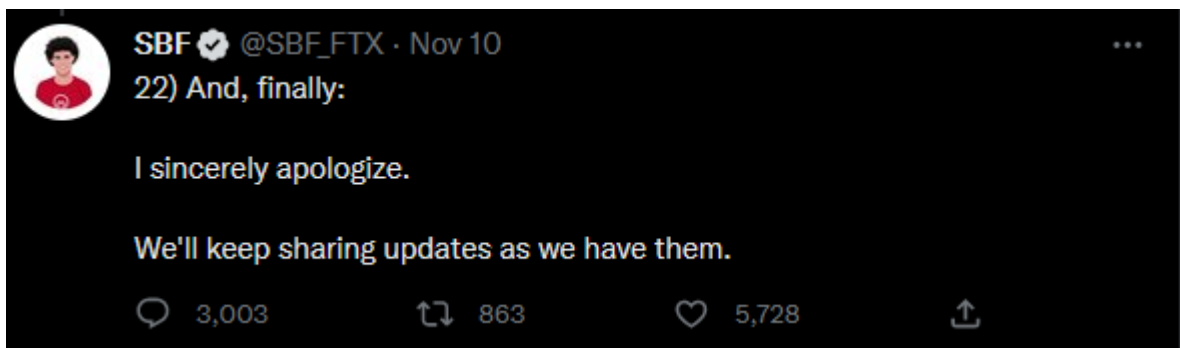 SBF @SBF_FTX · Nov 10
22) And, finally:
I sincerely apologize.
We'll keep sharing updates as we have them.
3,003 863 5,728